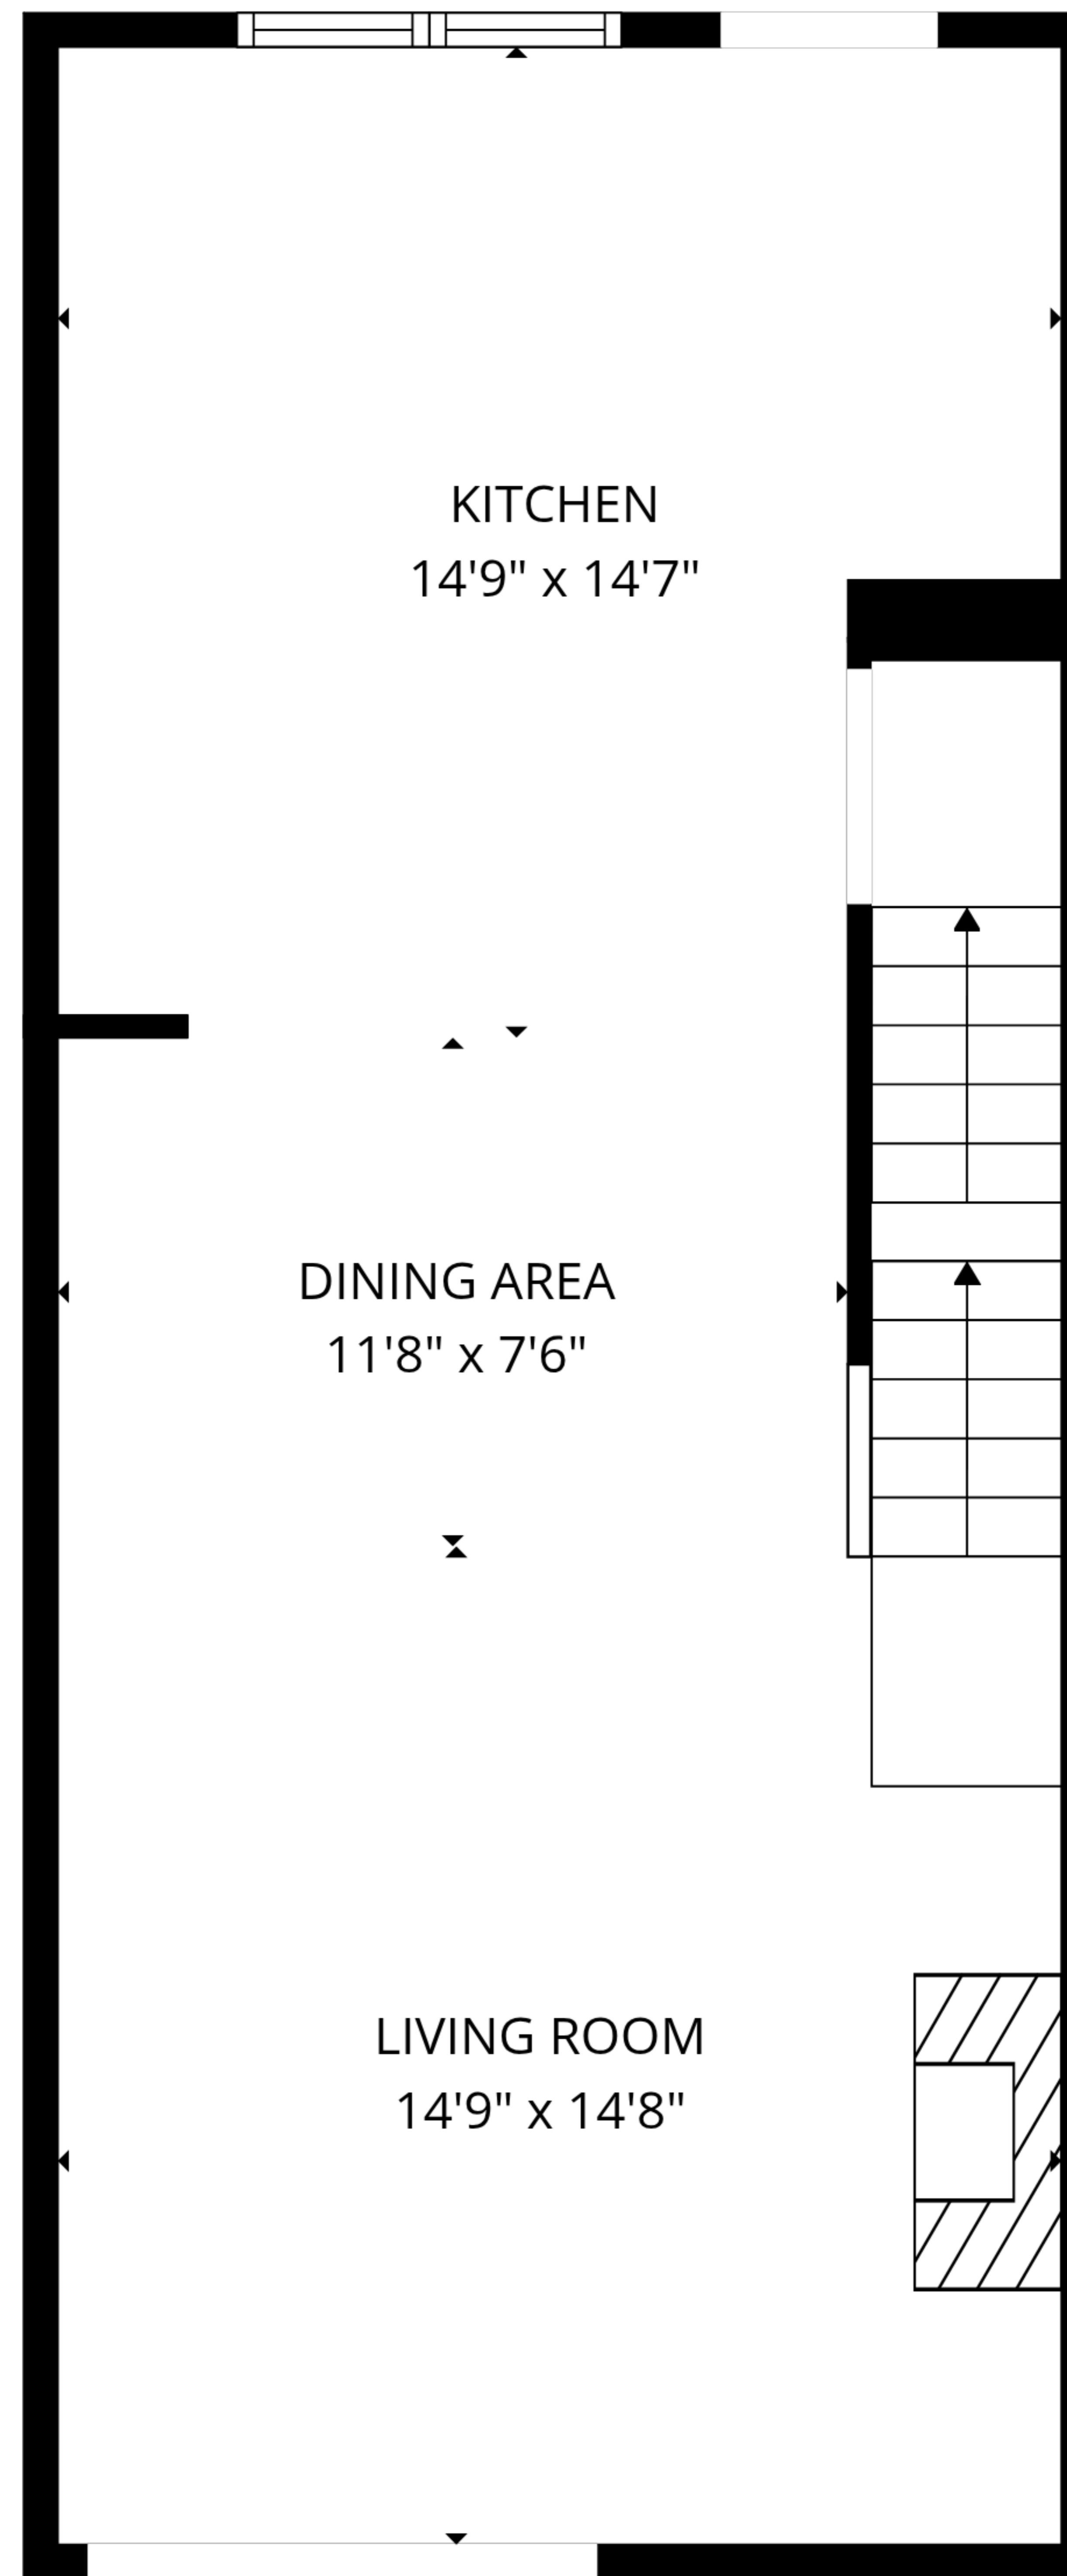 KITCHEN
14'9" x 14'7"
DINING AREA
11'8" x 7'6"
LIVING ROOM
14'9" x 14'8"